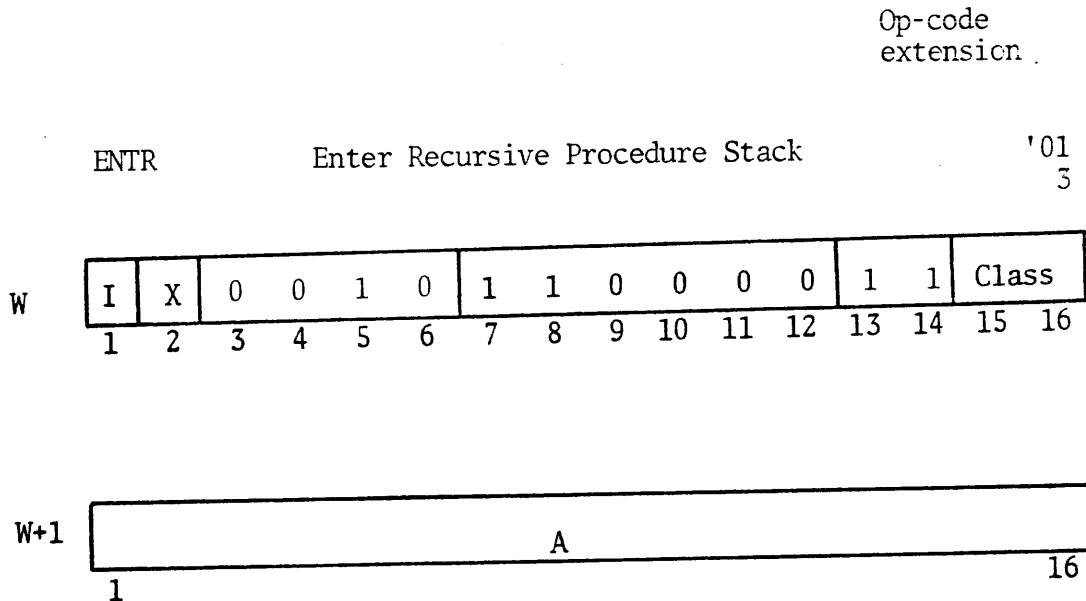 Op-code
extension
ENTR Enter Recursive Procedure Stack '01
3
W I X 0 0 1 0 1 1 0 0 0 0 1 1 Class
1 2 3 4 5 6 7 8 9 10 11 12 13 14 15 16
W+1 A
1 16